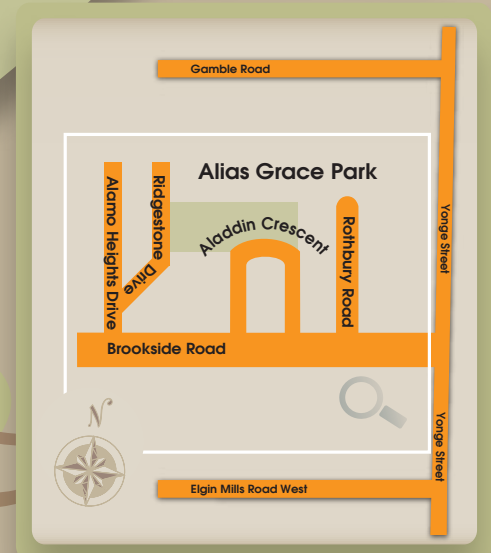 Gamble Road
Alias Grace Park
Alamo Heights Drive
Ridgestone Drive
Aladdin Crescent
Rothbury Road
Yonge Street
Brookside Road
Yonge Street
N
Elgin Mills Road West